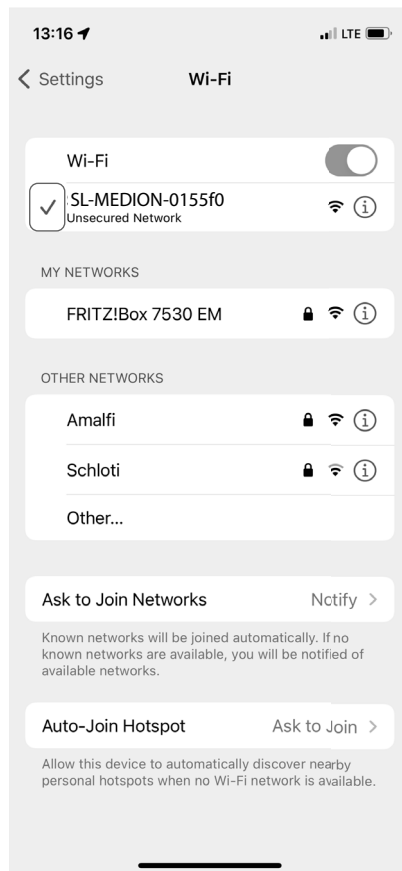 13:16
LTE
Settings
Wi-Fi
Wi-Fi
SL-MEDION-0155f0
Unsecured Network
MY NETWORKS
FRITZ!Box 7530 EM
OTHER NETWORKS
Amalfi
Schloti
Other...
Ask to Join Networks Notify
Known networks will be joined automatically. If no
known networks are available, you will be notified of
available networks.
Auto-Join Hotspot Ask to Join
Allow this device to automatically discover nearby
personal hotspots when no Wi-Fi network is available.